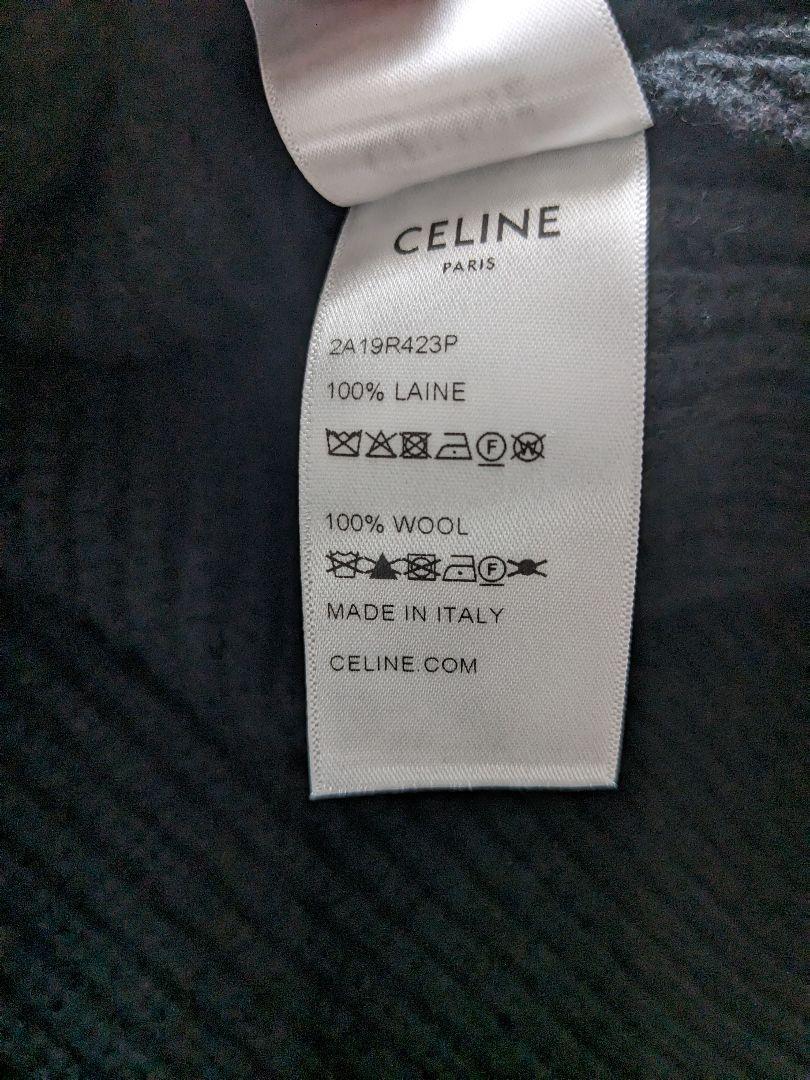 CELINE
PARIS
2A19R423P
100% LAINE
100% WOOL
MADE IN ITALY
CELINE.COM